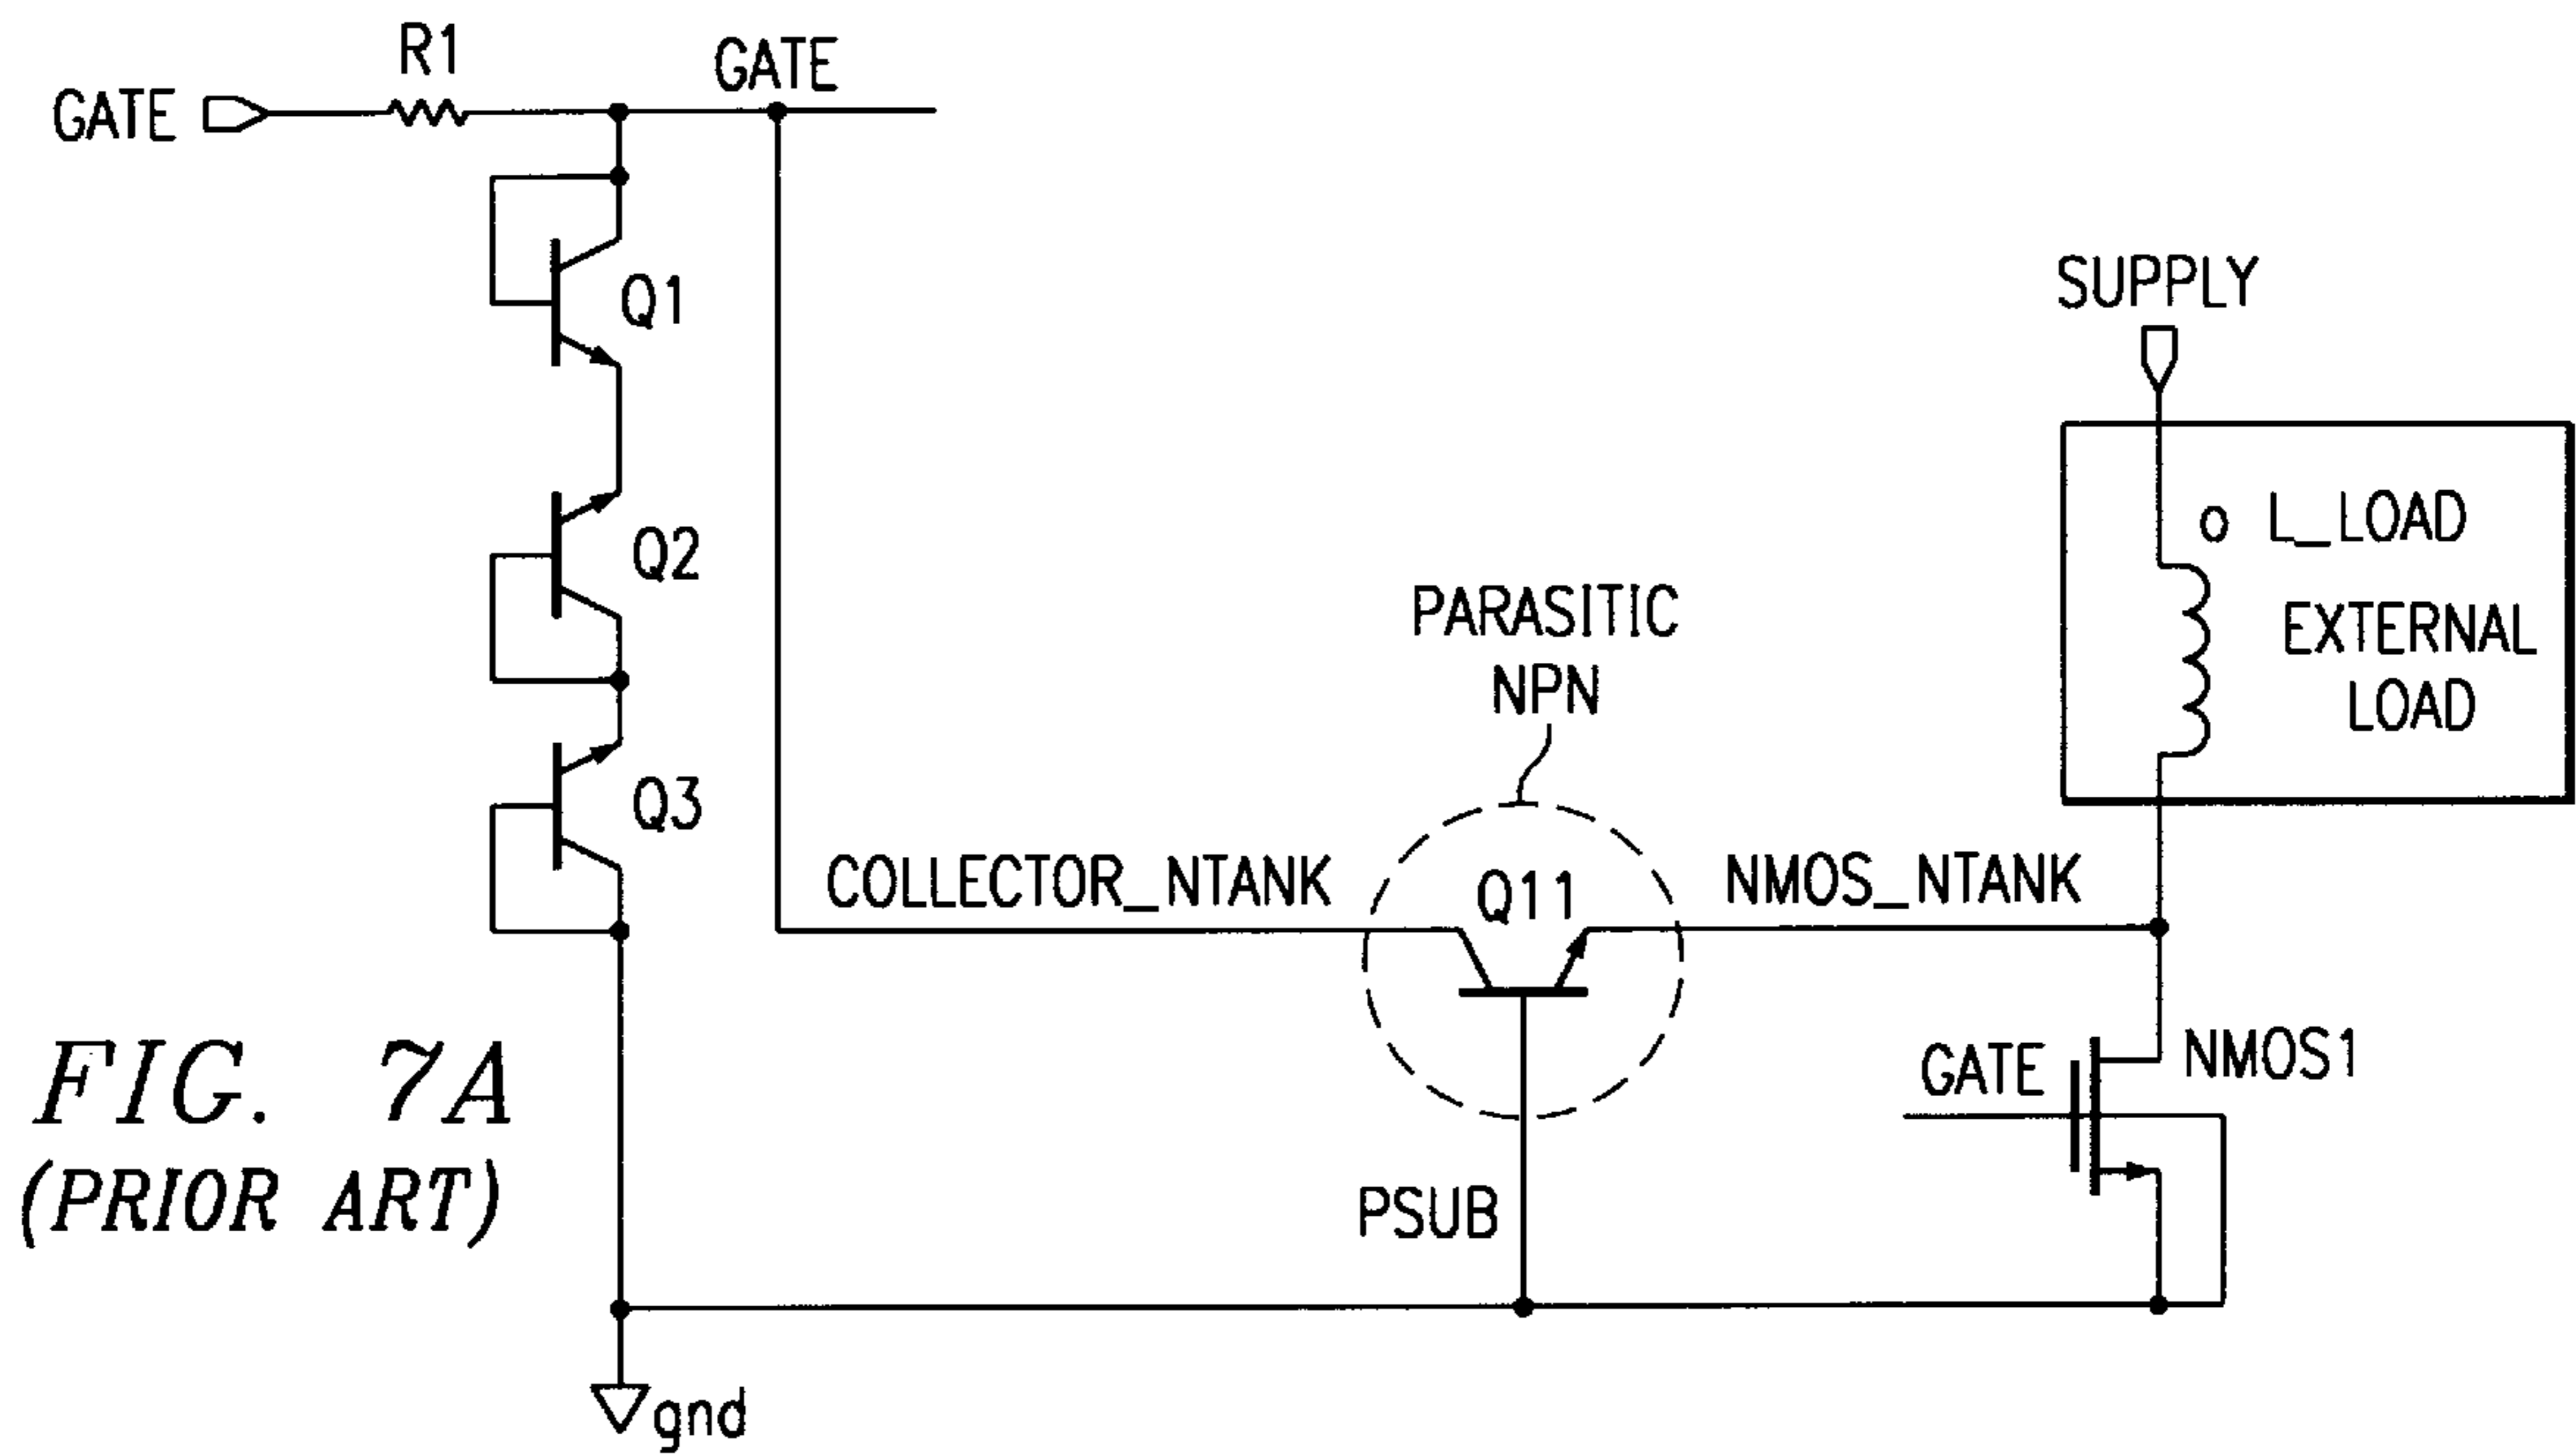 R1
GATE
GATE
Q1
SUPPLY
L_LOAD
Q2
EXTERNAL
LOAD
PARASITIC
NPN
Q3
COLLECTOR_NTANK
Q11
NMOS_NTANK
GATE
NMOS1
FIG. 7A
(PRIOR ART)
PSUB
gnd